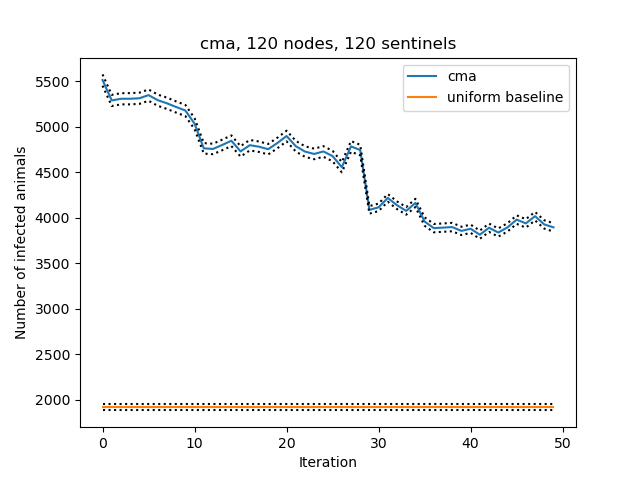 cma, 120 nodes, 120 sentinels
cma
uniform baseline
Number of infected animals
5500
5000
4500
4000
3500
3000
2500
2000
0 10 20 30 40 50
Iteration